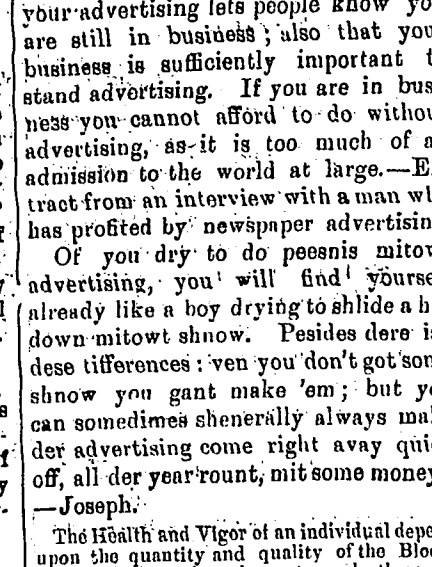 your advertising lets people know yo
are still in business; also that you
business is sufficiently important t
stand advertising. If you are in bus
ness you cannot afford to do withou
advertising, as it is too much of a
admission to the world at large.—E
tract from an interview with a man wh
has profited by newspaper advertisin
Of you dry to do peesnis mitov
advertising, you will find yourse
already like a boy drying to shlide a h
down mitowt shnow. Pesides dere i
dese tifferences: ven you don't got som
shnow you gant make 'em; but y
can somedimes shenerally always mal
der advertising come right avay qui
off, all der year rount, mit some money
—Joseph.
The Health and Vigor of an individual depe
upon the quantity and quality of the Bloo